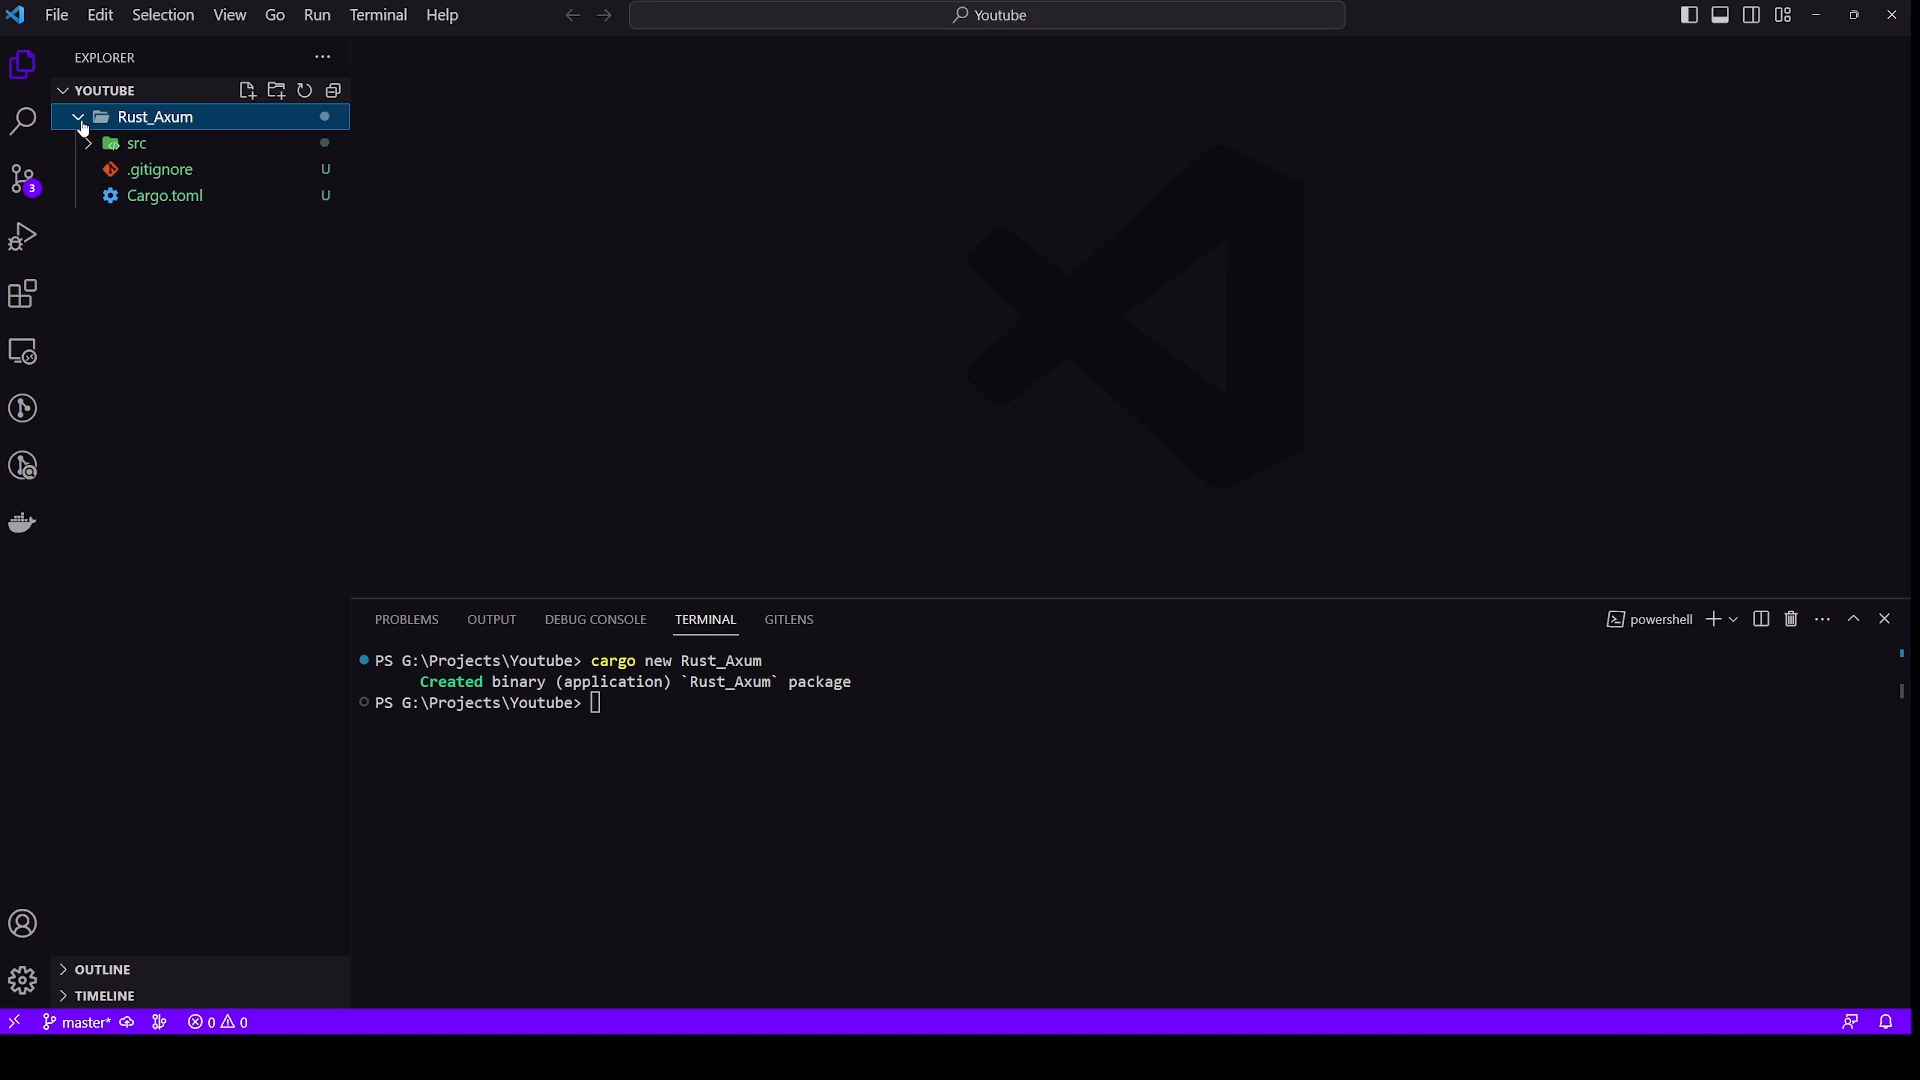 File Edit Selection View Go Run Terminal Help
Youtube
EXPLORER
YOUTUBE
Rust_Axum
src
.gitignore U
Cargo.toml U
3
PROBLEMS OUTPUT DEBUG CONSOLE TERMINAL GITLENS
powershell
PS G:\Projects\Youtube> cargo new Rust_Axum
Created binary (application) `Rust_Axum` package
PS G:\Projects\Youtube>
OUTLINE
TIMELINE
master* 0 0